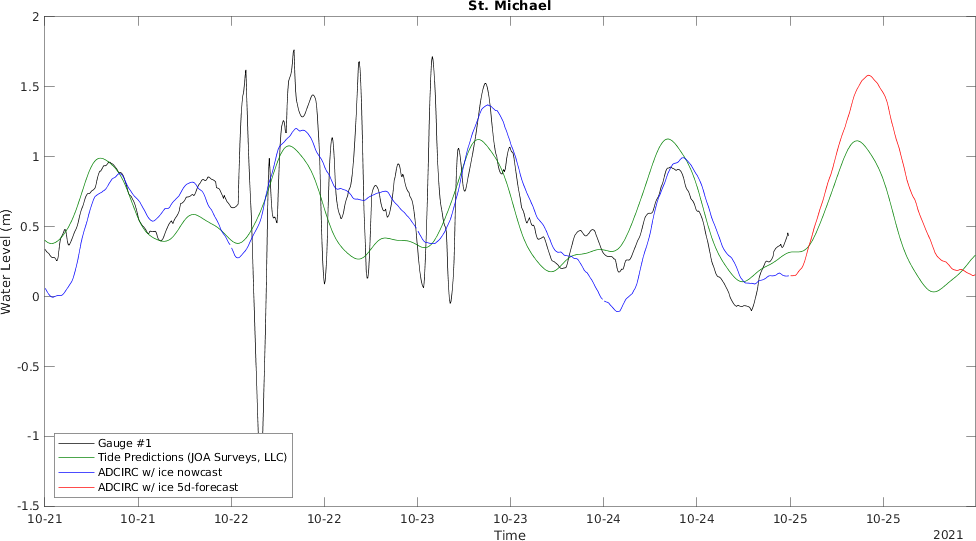 St. Michael
2
1.5
1
0.5
0
-0.5
-1
-1.5
Water Level (m)
Gauge #1
Tide Predictions (JOA Surveys, LLC)
ADCIRC w/ ice nowcast
ADCIRC w/ ice 5d-forecast
10-21 10-21 10-22 10-22 10-23 10-23 10-24 10-24 10-25 10-25
Time
2021